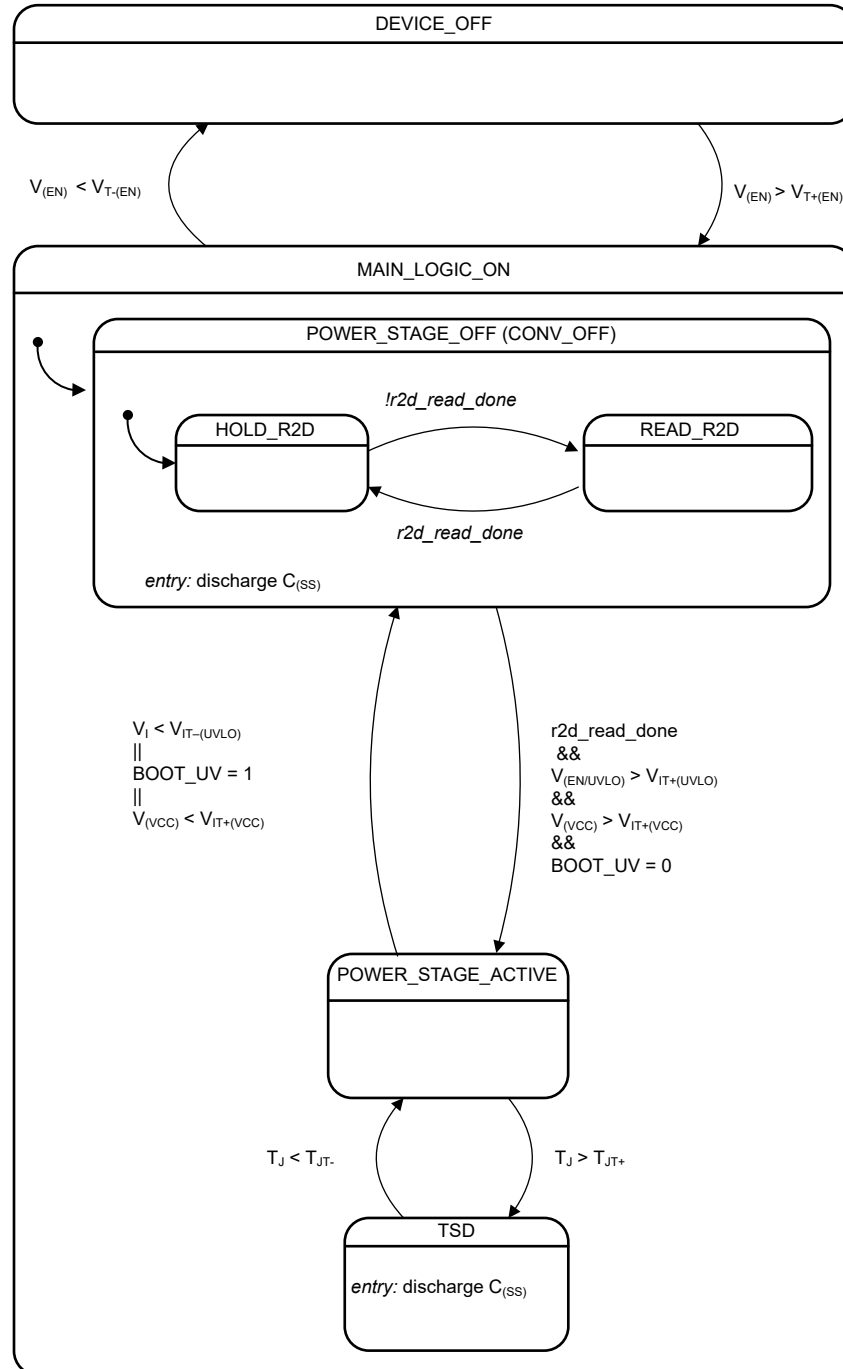 DEVICE_OFF
V(EN) < VT-(EN)
V(EN) > VT+(EN)
MAIN_LOGIC_ON
POWER_STAGE_OFF (CONV_OFF)
!r2d_read_done
HOLD_R2D
READ_R2D
r2d_read_done
entry: discharge C(SS)
VI < VIT–(UVLO)
||
BOOT_UV = 1
||
V(VCC) < VIT+(VCC)
r2d_read_done
&&
V(EN/UVLO) > VIT+(UVLO)
&&
V(VCC) > VIT+(VCC)
&&
BOOT_UV = 0
POWER_STAGE_ACTIVE
TJ < TJT-
TJ > TJT+
TSD
entry: discharge C(SS)